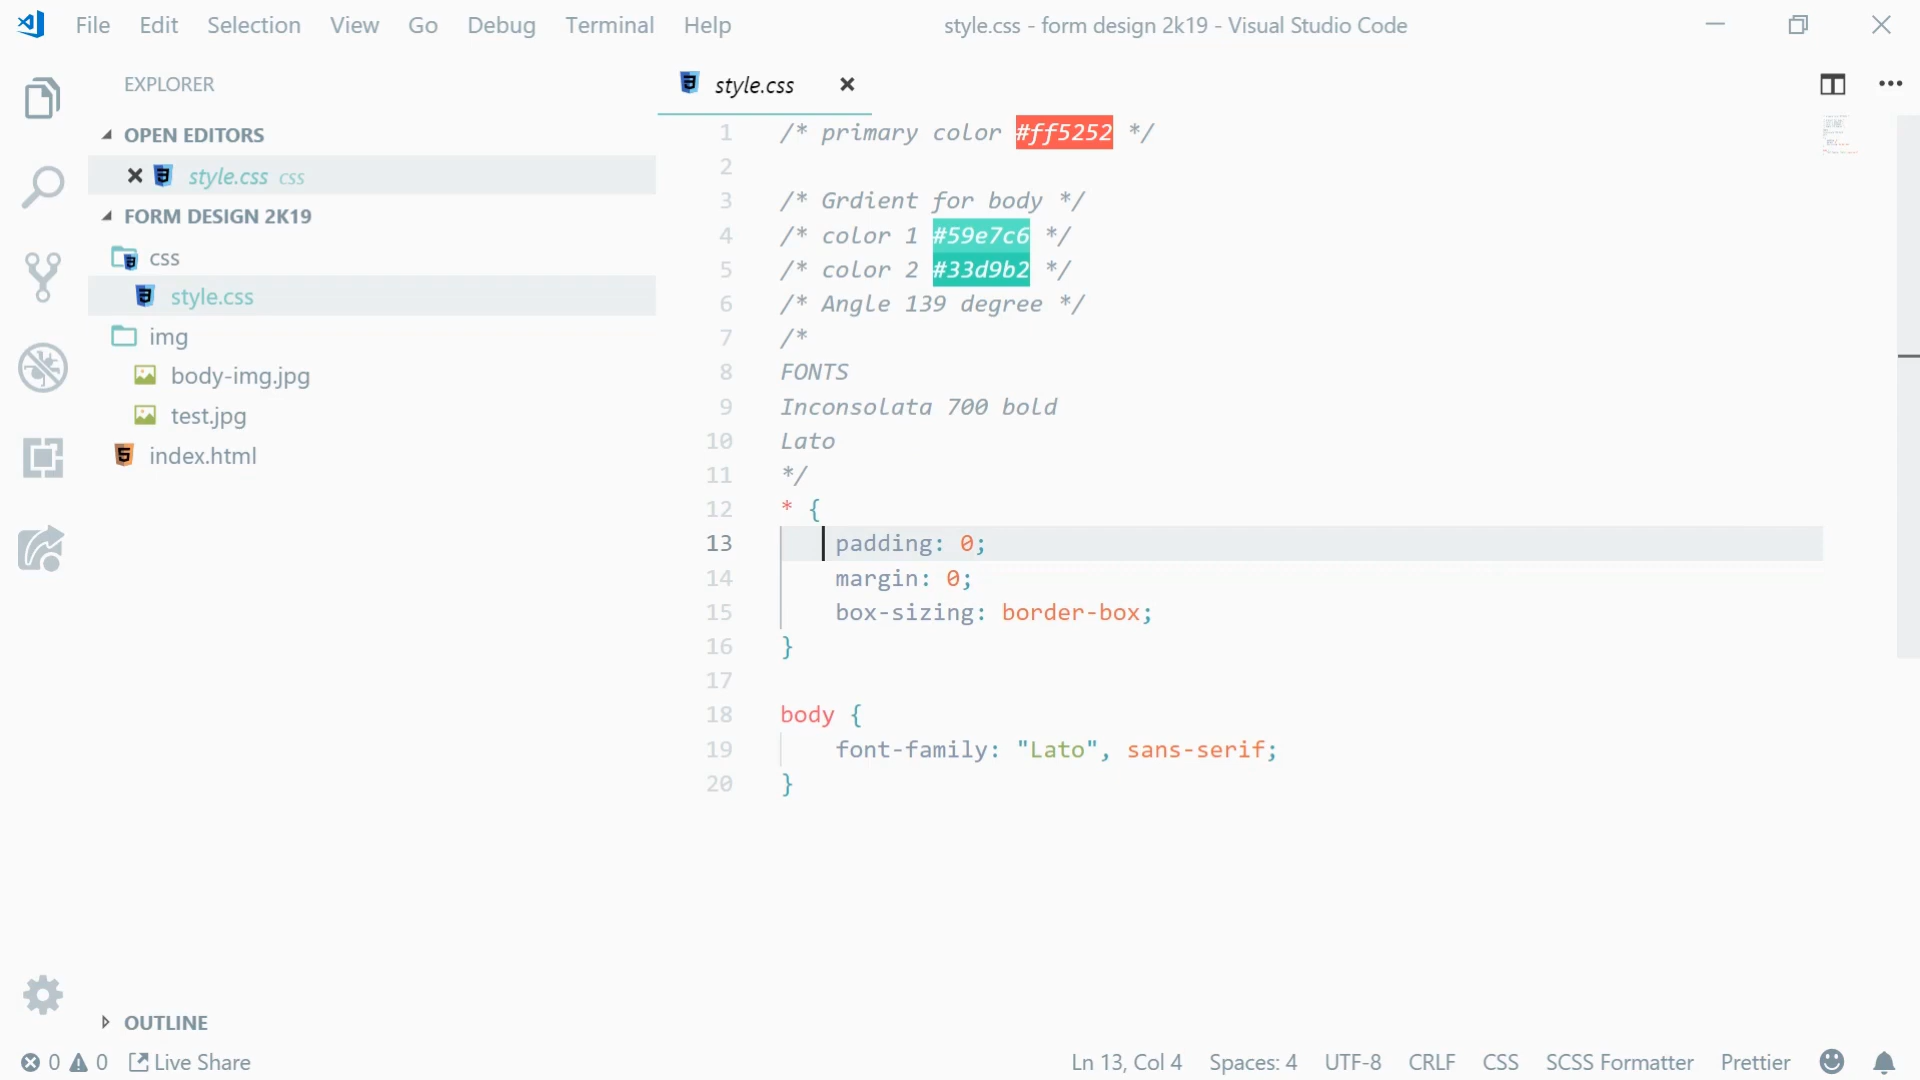 File Edit Selection View Go Debug Terminal Help style.css - form design 2k19 - Visual Studio Code
EXPLORER
OPEN EDITORS
style.css css
FORM DESIGN 2K19
css
style.css
img
body-img.jpg
test.jpg
index.html
OUTLINE
style.css
1 /* primary color #ff5252 */
2
3 /* Grdient for body */
4 /* color 1 #59e7c6 */
5 /* color 2 #33d9b2 */
6 /* Angle 139 degree */
7 /*
8 FONTS
9 Inconsolata 700 bold
10 Lato
11 */
12 * {
13 padding: 0;
14 margin: 0;
15 box-sizing: border-box;
16 }
17
18 body {
19 font-family: "Lato", sans-serif;
20 }
0 0 Live Share Ln 13, Col 4 Spaces: 4 UTF-8 CRLF CSS SCSS Formatter Prettier